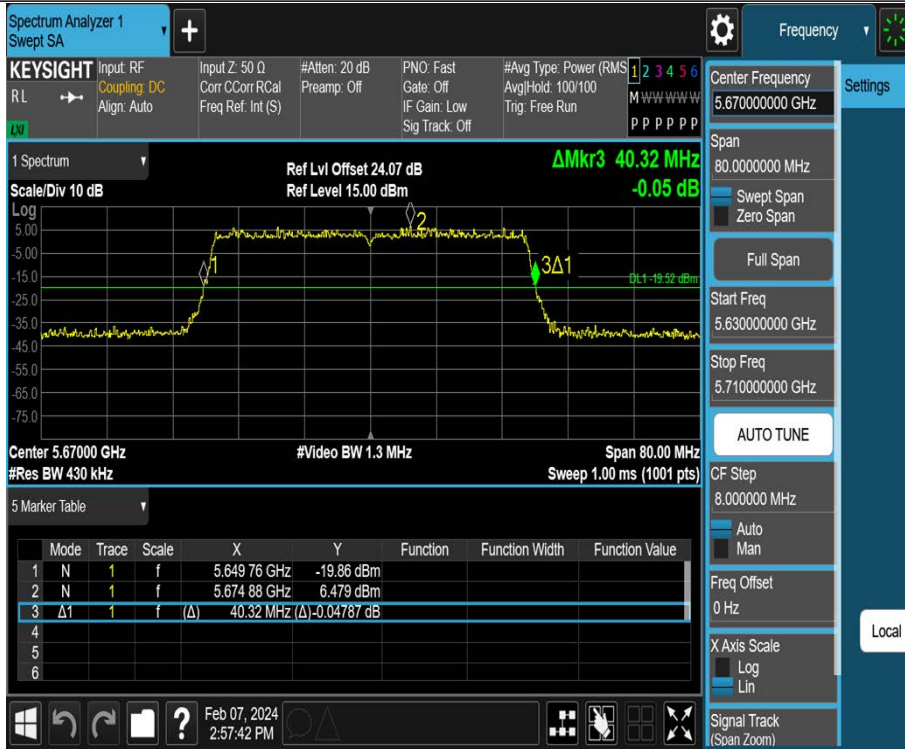 Spectrum Analyzer 1
Swept SA
+
Frequency
KEYSIGHT
RL
LXI
Input: RF
Coupling: DC
Align: Auto
Input Z: 50 Ω
Corr CCorr RCal
Freq Ref: Int (S)
#Atten: 20 dB
Preamp: Off
PNO: Fast
Gate: Off
IF Gain: Low
Sig Track: Off
#Avg Type: Power (RMS
Avg|Hold: 100/100
Trig: Free Run
1 2 3 4 5 6
M W W W W W
P P P P P P
1 Spectrum
Scale/Div 10 dB
Ref Lvl Offset 24.07 dB
Ref Level 15.00 dBm
ΔMkr3 40.32 MHz
-0.05 dB
Log
5.00
-5.00
-15.0
-25.0
-35.0
-45.0
-55.0
-65.0
-75.0
1
2
3Δ1
DL1 -19.52 dBm
Center 5.67000 GHz
#Video BW 1.3 MHz
Span 80.00 MHz
#Res BW 430 kHz
Sweep 1.00 ms (1001 pts)
5 Marker Table
Mode Trace Scale X Y Function Function Width Function Value
1 N 1 f 5.649 76 GHz -19.86 dBm
2 N 1 f 5.674 88 GHz 6.479 dBm
3 Δ1 1 f (Δ) 40.32 MHz (Δ) -0.04787 dB
4
5
6
?
Feb 07, 2024
2:57:42 PM
Center Frequency
5.670000000 GHz
Span
80.0000000 MHz
Swept Span
Zero Span
Full Span
Start Freq
5.630000000 GHz
Stop Freq
5.710000000 GHz
AUTO TUNE
CF Step
8.000000 MHz
Auto
Man
Freq Offset
0 Hz
X Axis Scale
Log
Lin
Signal Track
(Span Zoom)
Settings
Local